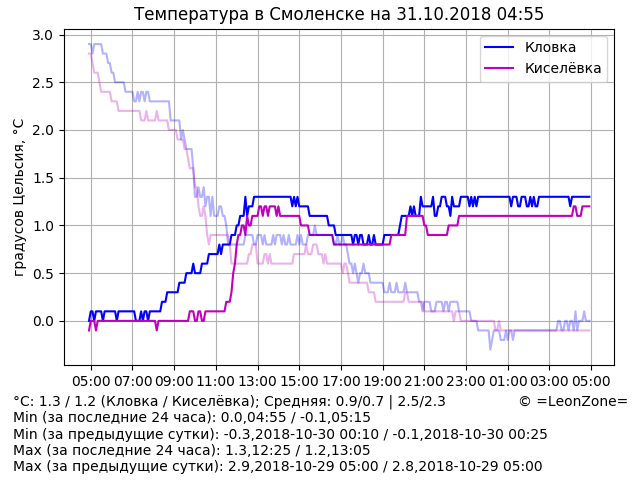 Температура в Смоленске на 31.10.2018 04:55
Кловка
Киселёвка
градусов Цельсия, °C
3.0
2.5
2.0
1.5
1.0
0.5
0.0
05:00 07:00 09:00 11:00 13:00 15:00 17:00 19:00 21:00 23:00 01:00 03:00 05:00
°C: 1.3 / 1.2 (Кловка / Киселёвка); Средняя: 0.9/0.7 | 2.5/2.3 © =LeonZone=
Min (за последние 24 часа): 0.0,04:55 / -0.1,05:15
Min (за предыдущие сутки): -0.3,2018-10-30 00:10 / -0.1,2018-10-30 00:25
Max (за последние 24 часа): 1.3,12:25 / 1.2,13:05
Max (за предыдущие сутки): 2.9,2018-10-29 05:00 / 2.8,2018-10-29 05:00